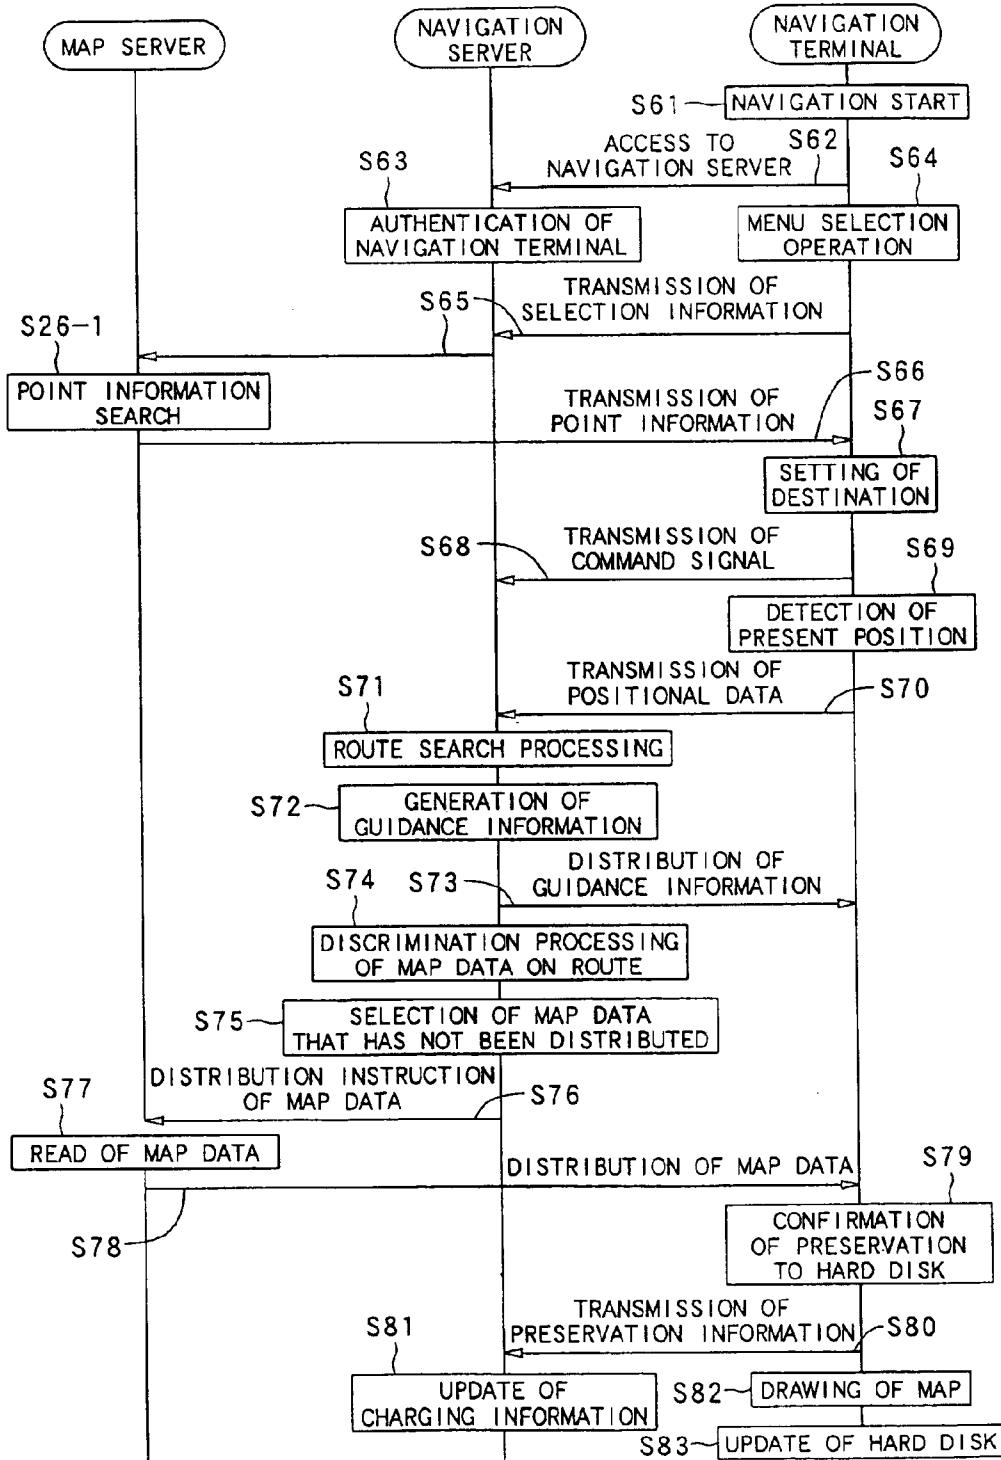 MAP SERVER
NAVIGATION
SERVER
NAVIGATION
TERMINAL
S61
NAVIGATION START
ACCESS TO
NAVIGATION SERVER
S62
S63
S64
AUTHENTICATION OF
NAVIGATION TERMINAL
MENU SELECTION
OPERATION
TRANSMISSION OF
SELECTION INFORMATION
S65
S26-1
POINT INFORMATION
SEARCH
S66
TRANSMISSION OF
POINT INFORMATION
S67
SETTING OF
DESTINATION
S68
TRANSMISSION OF
COMMAND SIGNAL
S69
DETECTION OF
PRESENT POSITION
TRANSMISSION OF
POSITIONAL DATA
S70
S71
ROUTE SEARCH PROCESSING
S72
GENERATION OF
GUIDANCE INFORMATION
S73
DISTRIBUTION OF
GUIDANCE INFORMATION
S74
DISCRIMINATION PROCESSING
OF MAP DATA ON ROUTE
S75
SELECTION OF MAP DATA
THAT HAS NOT BEEN DISTRIBUTED
DISTRIBUTION INSTRUCTION
OF MAP DATA
S76
S77
READ OF MAP DATA
DISTRIBUTION OF MAP DATA
S78
S79
CONFIRMATION
OF PRESERVATION
TO HARD DISK
TRANSMISSION OF
PRESERVATION INFORMATION
S80
S81
UPDATE OF
CHARGING INFORMATION
S82
DRAWING OF MAP
S83
UPDATE OF HARD DISK